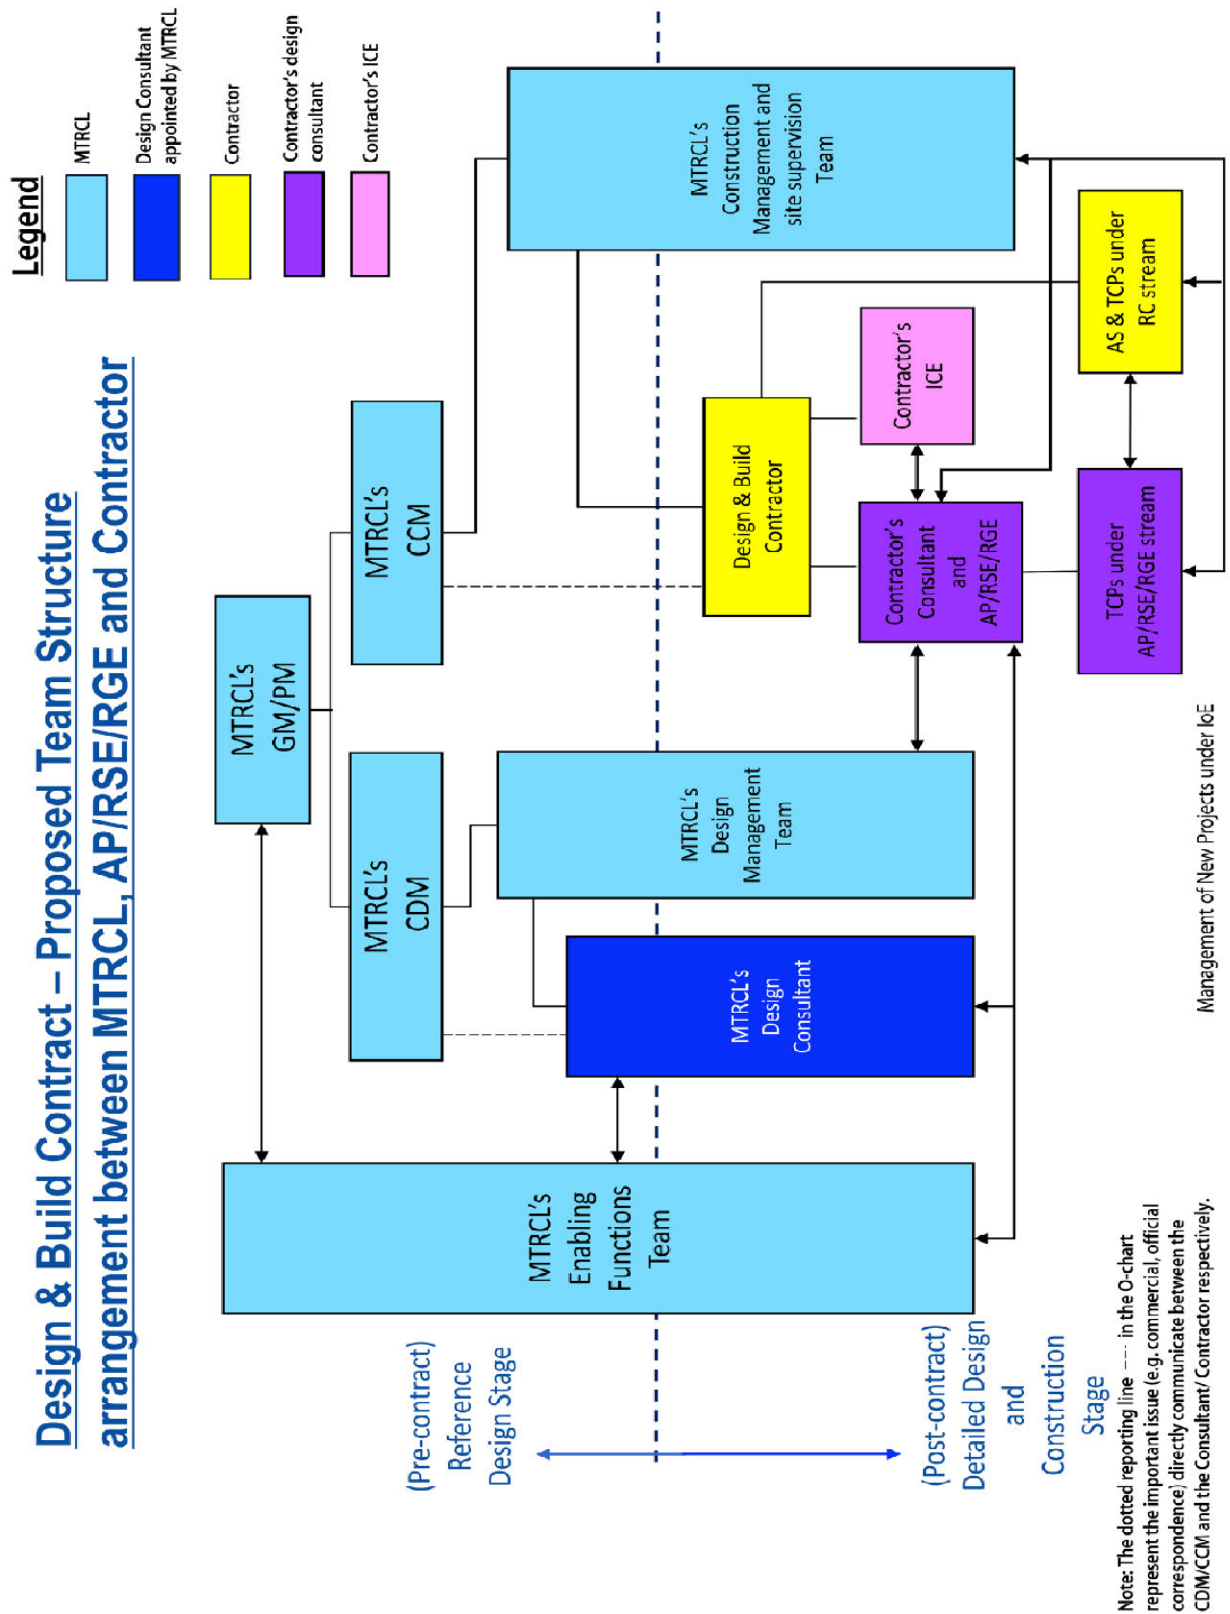 Design & Build Contract – Proposed Team Structure
arrangement between MTRCL, AP/RSE/RGE and Contractor
Legend
MTRCL
Design Consultant
appointed by MTRCL
Contractor
Contractor's design
consultant
Contractor's ICE
MTRCL's
GM/PM
MTRCL's
CDM
MTRCL's
CCM
MTRCL's
Enabling
Functions
Team
MTRCL's
Design
Consultant
MTRCL's
Design
Management
Team
MTRCL's
Construction
Management and
site supervision
Team
Design & Build
Contractor
Contractor's
Consultant
and
AP/RSE/RGE
Contractor's
ICE
TCPs under
AP/RSE/RGE stream
AS & TCPs under
RC stream
(Pre-contract)
Reference
Design Stage
(Post-contract)
Detailed Design
and
Construction
Stage
Note: The dotted reporting line ---- in the O-chart
represent the important issue (e.g. commercial, official
correspondence) directly communicate between the
CDM/CCM and the Consultant/ Contractor respectively.
Management of New Projects under IoE